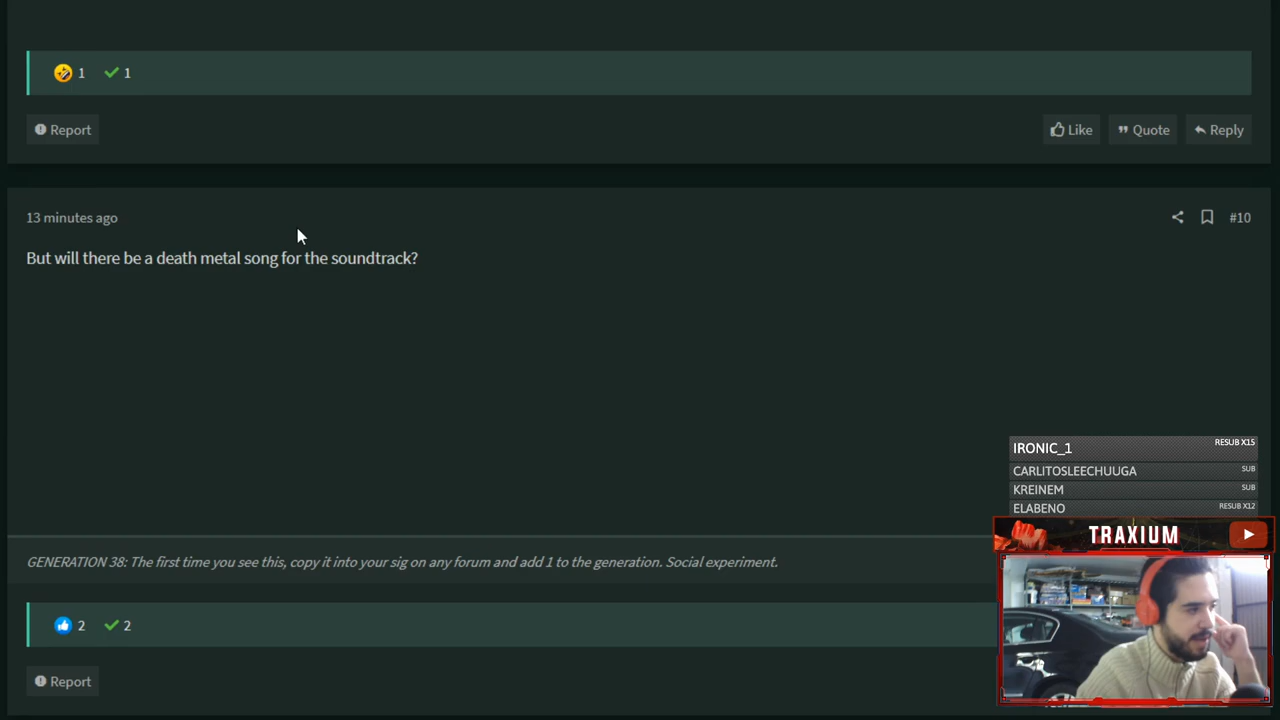 1 1
Report Like Quote Reply
13 minutes ago #10
But will there be a death metal song for the soundtrack?
IRONIC_1 RESUB X15
CARLITOSLEECHUUGA SUB
KREINEM SUB
ELABENO RESUB X12
TRAXIUM
GENERATION 38: The first time you see this, copy it into your sig on any forum and add 1 to the generation. Social experiment.
2 2
Report